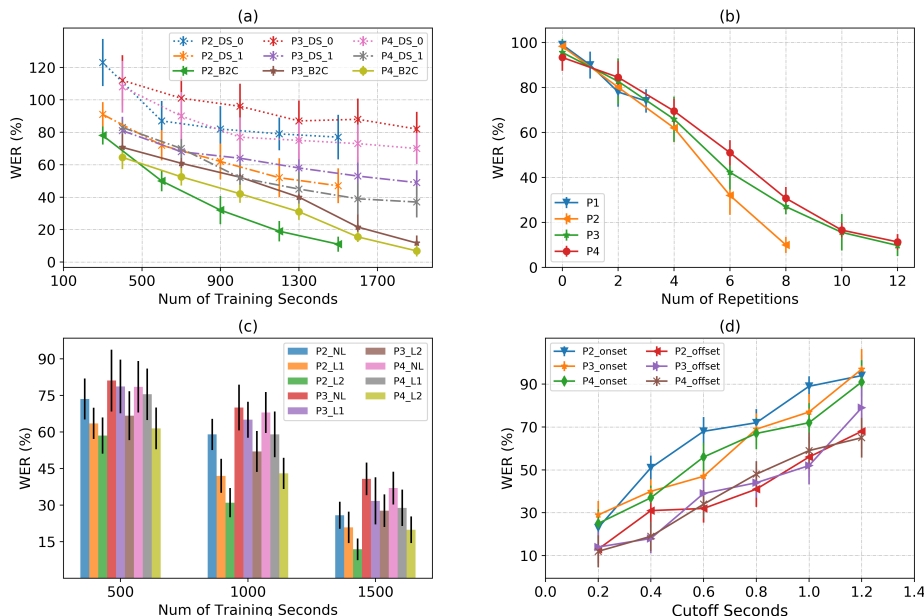 (a)
P2_DS_0 P3_DS_0 P4_DS_0
P2_DS_1 P3_DS_1 P4_DS_1
P2_B2C P3_B2C P4_B2C
WER (%)
120
100
80
60
40
20
0
100 500 900 1300 1700
Num of Training Seconds
(b)
WER (%)
100
80
60
40
20
0
P1
P2
P3
P4
0 2 4 6 8 10 12
Num of Repetitions
(c)
P2_NL P3_L2
P2_L1 P4_NL
P2_L2 P4_L1
P3_NL P4_L2
P3_L1
WER (%)
90
75
60
45
30
15
500 1000 1500
Num of Training Seconds
(d)
P2_onset P2_offset
P3_onset P3_offset
P4_onset P4_offset
WER (%)
90
70
50
30
10
0.0 0.2 0.4 0.6 0.8 1.0 1.2 1.4
Cutoff Seconds